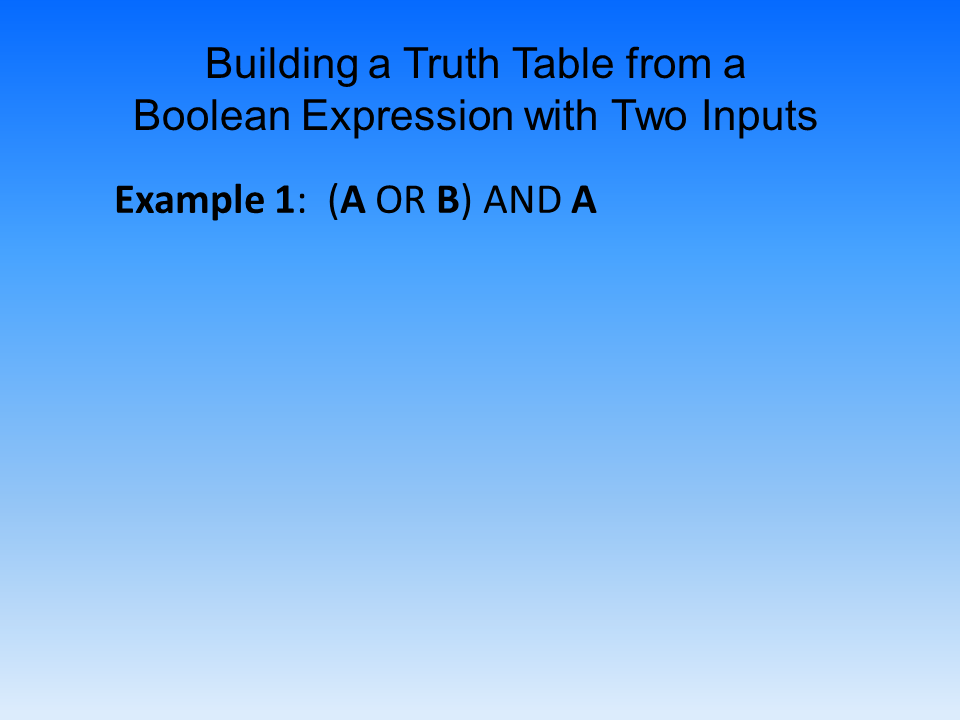 Building a Truth Table from a
Boolean Expression with Two Inputs
Example 1:  (A OR B) AND A